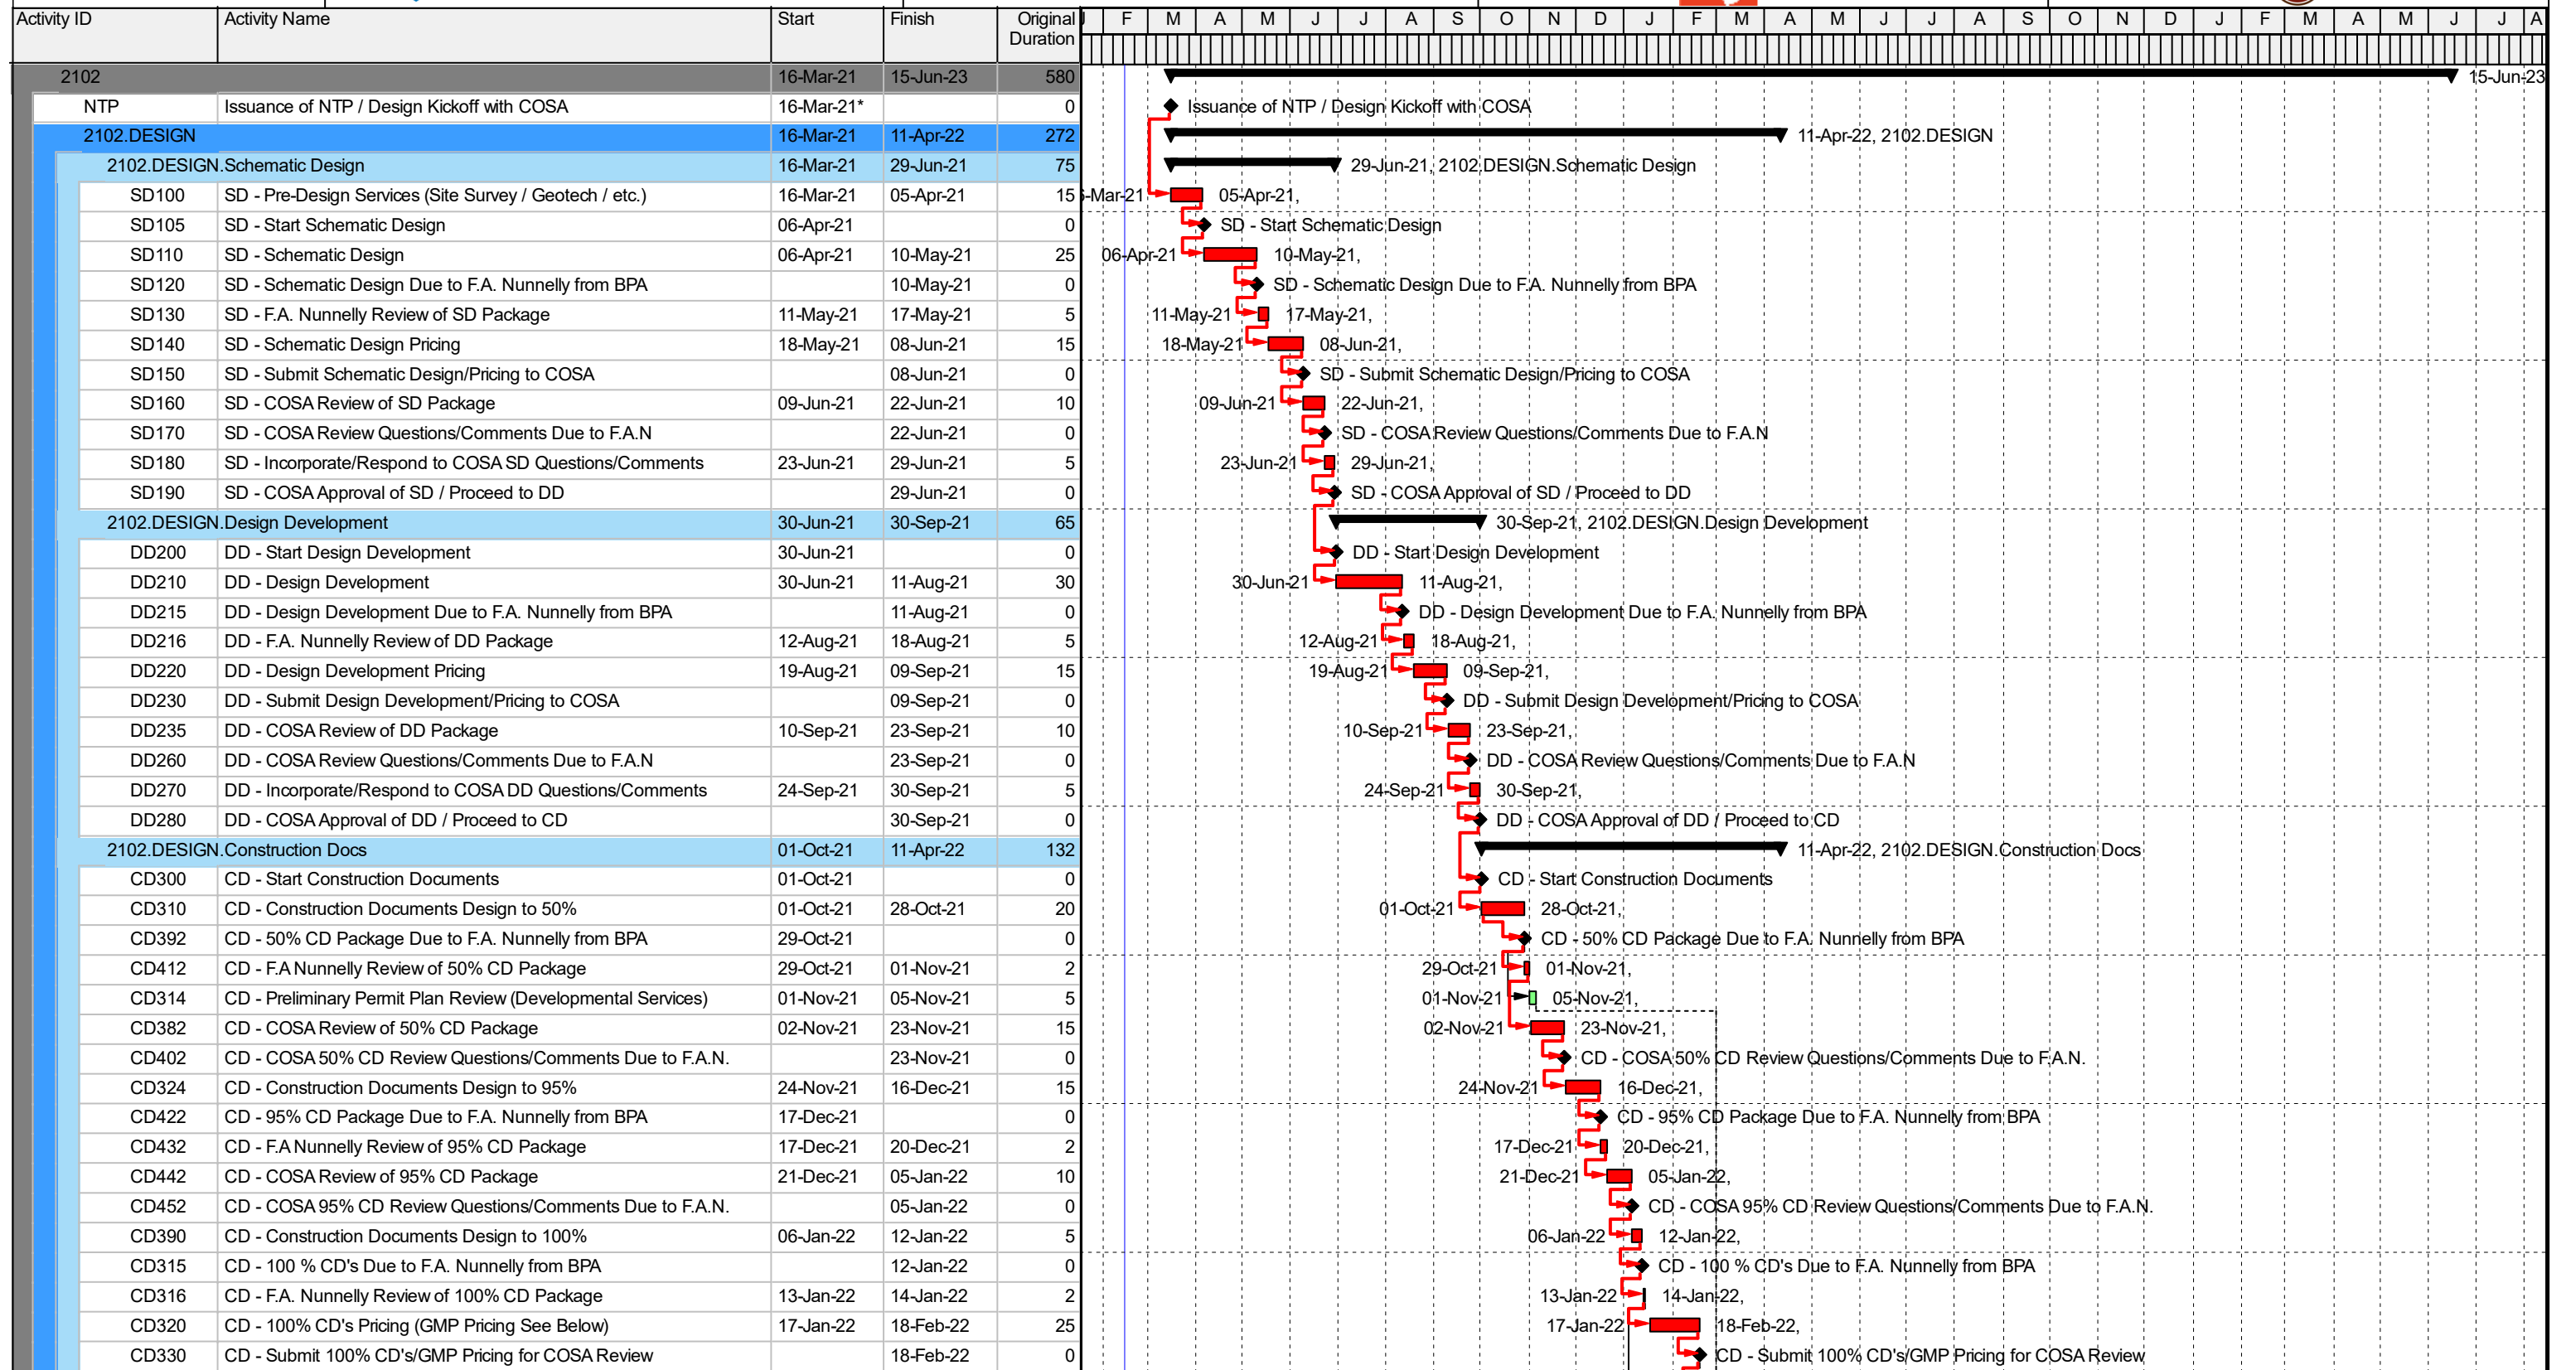 Activity ID Activity Name Start Finish Original Duration J F M A M J J A S O N D J F M A M J J A S O N D J F M A M J J A
2102 16-Mar-21 15-Jun-23 580 15-Jun-23
NTP Issuance of NTP / Design Kickoff with COSA 16-Mar-21* 0 Issuance of NTP / Design Kickoff with COSA
2102.DESIGN 16-Mar-21 11-Apr-22 272 11-Apr-22, 2102.DESIGN
2102.DESIGN.Schematic Design 16-Mar-21 29-Jun-21 75 29-Jun-21, 2102.DESIGN.Schematic Design
SD100 SD - Pre-Design Services (Site Survey / Geotech / etc.) 16-Mar-21 05-Apr-21 15 6-Mar-21 05-Apr-21,
SD105 SD - Start Schematic Design 06-Apr-21 0 SD - Start Schematic Design
SD110 SD - Schematic Design 06-Apr-21 10-May-21 25 06-Apr-21 10-May-21,
SD120 SD - Schematic Design Due to F.A. Nunnelly from BPA 10-May-21 0 SD - Schematic Design Due to F.A. Nunnelly from BPA
SD130 SD - F.A. Nunnelly Review of SD Package 11-May-21 17-May-21 5 11-May-21 17-May-21,
SD140 SD - Schematic Design Pricing 18-May-21 08-Jun-21 15 18-May-21 08-Jun-21,
SD150 SD - Submit Schematic Design/Pricing to COSA 08-Jun-21 0 SD - Submit Schematic Design/Pricing to COSA
SD160 SD - COSA Review of SD Package 09-Jun-21 22-Jun-21 10 09-Jun-21 22-Jun-21,
SD170 SD - COSA Review Questions/Comments Due to F.A.N 22-Jun-21 0 SD - COSA Review Questions/Comments Due to F.A.N
SD180 SD - Incorporate/Respond to COSA SD Questions/Comments 23-Jun-21 29-Jun-21 5 23-Jun-21 29-Jun-21,
SD190 SD - COSA Approval of SD / Proceed to DD 29-Jun-21 0 SD - COSA Approval of SD / Proceed to DD
2102.DESIGN.Design Development 30-Jun-21 30-Sep-21 65 30-Sep-21, 2102.DESIGN.Design Development
DD200 DD - Start Design Development 30-Jun-21 0 DD - Start Design Development
DD210 DD - Design Development 30-Jun-21 11-Aug-21 30 30-Jun-21 11-Aug-21,
DD215 DD - Design Development Due to F.A. Nunnelly from BPA 11-Aug-21 0 DD - Design Development Due to F.A. Nunnelly from BPA
DD216 DD - F.A. Nunnelly Review of DD Package 12-Aug-21 18-Aug-21 5 12-Aug-21 18-Aug-21,
DD220 DD - Design Development Pricing 19-Aug-21 09-Sep-21 15 19-Aug-21 09-Sep-21,
DD230 DD - Submit Design Development/Pricing to COSA 09-Sep-21 0 DD - Submit Design Development/Pricing to COSA
DD235 DD - COSA Review of DD Package 10-Sep-21 23-Sep-21 10 10-Sep-21 23-Sep-21,
DD260 DD - COSA Review Questions/Comments Due to F.A.N 23-Sep-21 0 DD - COSA Review Questions/Comments Due to F.A.N
DD270 DD - Incorporate/Respond to COSA DD Questions/Comments 24-Sep-21 30-Sep-21 5 24-Sep-21 30-Sep-21,
DD280 DD - COSA Approval of DD / Proceed to CD 30-Sep-21 0 DD - COSA Approval of DD / Proceed to CD
2102.DESIGN.Construction Docs 01-Oct-21 11-Apr-22 132 11-Apr-22, 2102.DESIGN.Construction Docs
CD300 CD - Start Construction Documents 01-Oct-21 0 CD - Start Construction Documents
CD310 CD - Construction Documents Design to 50% 01-Oct-21 28-Oct-21 20 01-Oct-21 28-Oct-21,
CD392 CD - 50% CD Package Due to F.A. Nunnelly from BPA 29-Oct-21 0 CD - 50% CD Package Due to F.A. Nunnelly from BPA
CD412 CD - F.A Nunnelly Review of 50% CD Package 29-Oct-21 01-Nov-21 2 29-Oct-21 01-Nov-21,
CD314 CD - Preliminary Permit Plan Review (Developmental Services) 01-Nov-21 05-Nov-21 5 01-Nov-21 05-Nov-21,
CD382 CD - COSA Review of 50% CD Package 02-Nov-21 23-Nov-21 15 02-Nov-21 23-Nov-21,
CD402 CD - COSA 50% CD Review Questions/Comments Due to F.A.N. 23-Nov-21 0 CD - COSA 50% CD Review Questions/Comments Due to F.A.N.
CD324 CD - Construction Documents Design to 95% 24-Nov-21 16-Dec-21 15 24-Nov-21 16-Dec-21,
CD422 CD - 95% CD Package Due to F.A. Nunnelly from BPA 17-Dec-21 0 CD - 95% CD Package Due to F.A. Nunnelly from BPA
CD432 CD - F.A Nunnelly Review of 95% CD Package 17-Dec-21 20-Dec-21 2 17-Dec-21 20-Dec-21,
CD442 CD - COSA Review of 95% CD Package 21-Dec-21 05-Jan-22 10 21-Dec-21 05-Jan-22,
CD452 CD - COSA 95% CD Review Questions/Comments Due to F.A.N. 05-Jan-22 0 CD - COSA 95% CD Review Questions/Comments Due to F.A.N.
CD390 CD - Construction Documents Design to 100% 06-Jan-22 12-Jan-22 5 06-Jan-22 12-Jan-22,
CD315 CD - 100 % CD's Due to F.A. Nunnelly from BPA 12-Jan-22 0 CD - 100 % CD's Due to F.A. Nunnelly from BPA
CD316 CD - F.A. Nunnelly Review of 100% CD Package 13-Jan-22 14-Jan-22 2 13-Jan-22 14-Jan-22,
CD320 CD - 100% CD's Pricing (GMP Pricing See Below) 17-Jan-22 18-Feb-22 25 17-Jan-22 18-Feb-22,
CD330 CD - Submit 100% CD's/GMP Pricing for COSA Review 18-Feb-22 0 CD - Submit 100% CD's/GMP Pricing for COSA Review